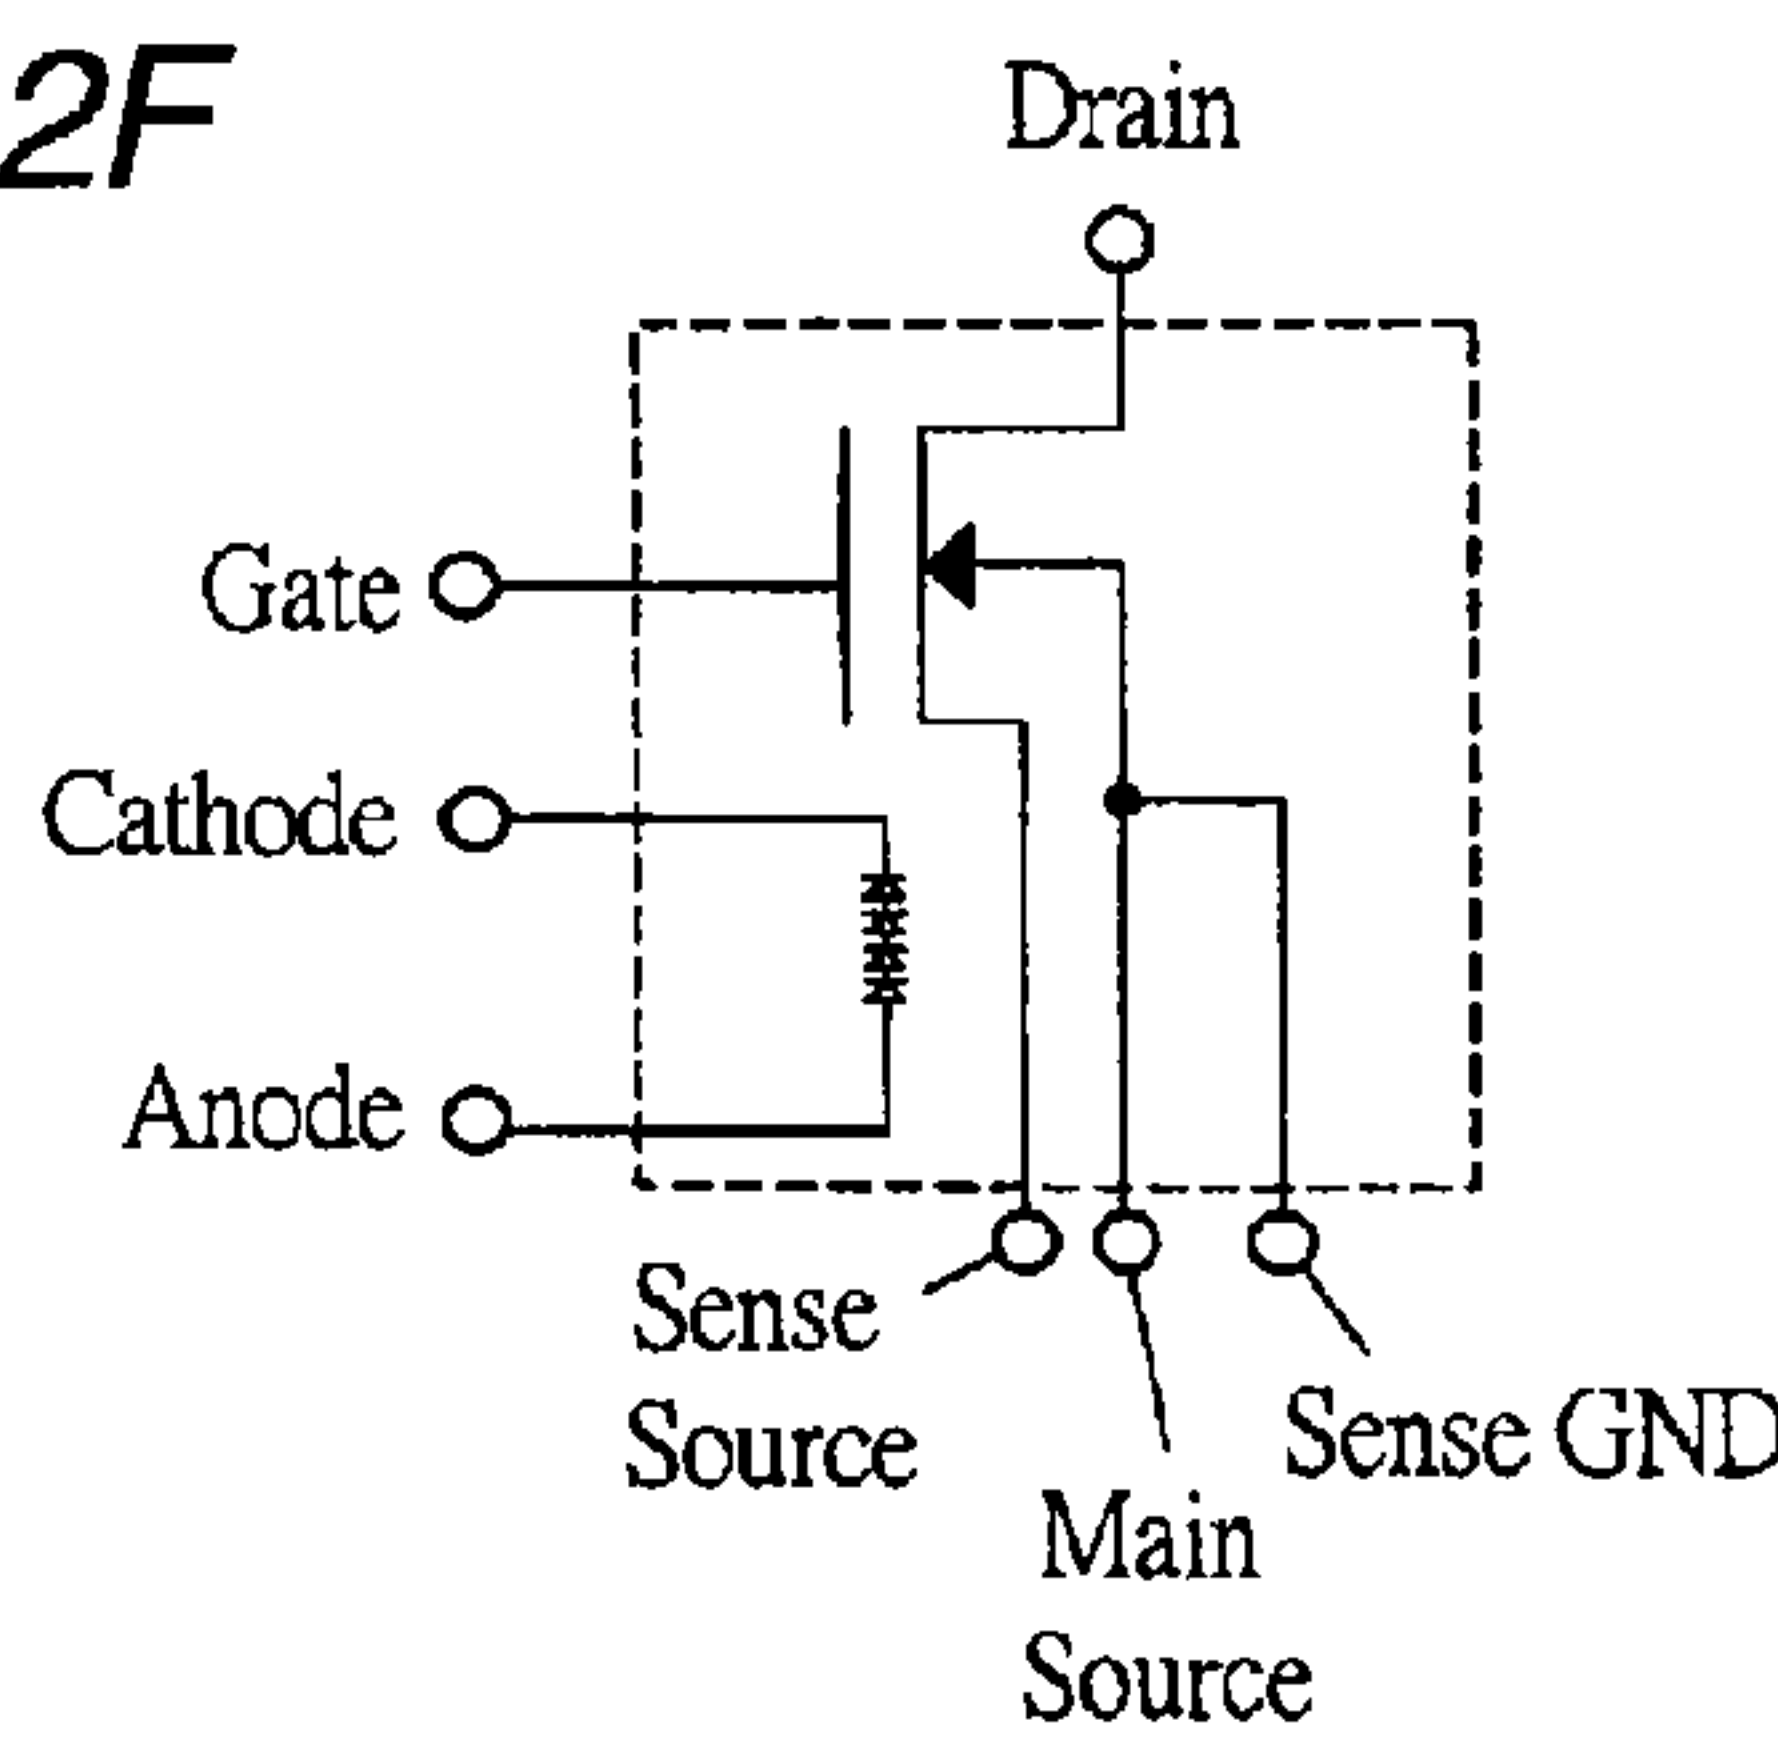 2F
Drain
Gate
Cathode
Anode
Sense
Source
Sense GND
Main
Source